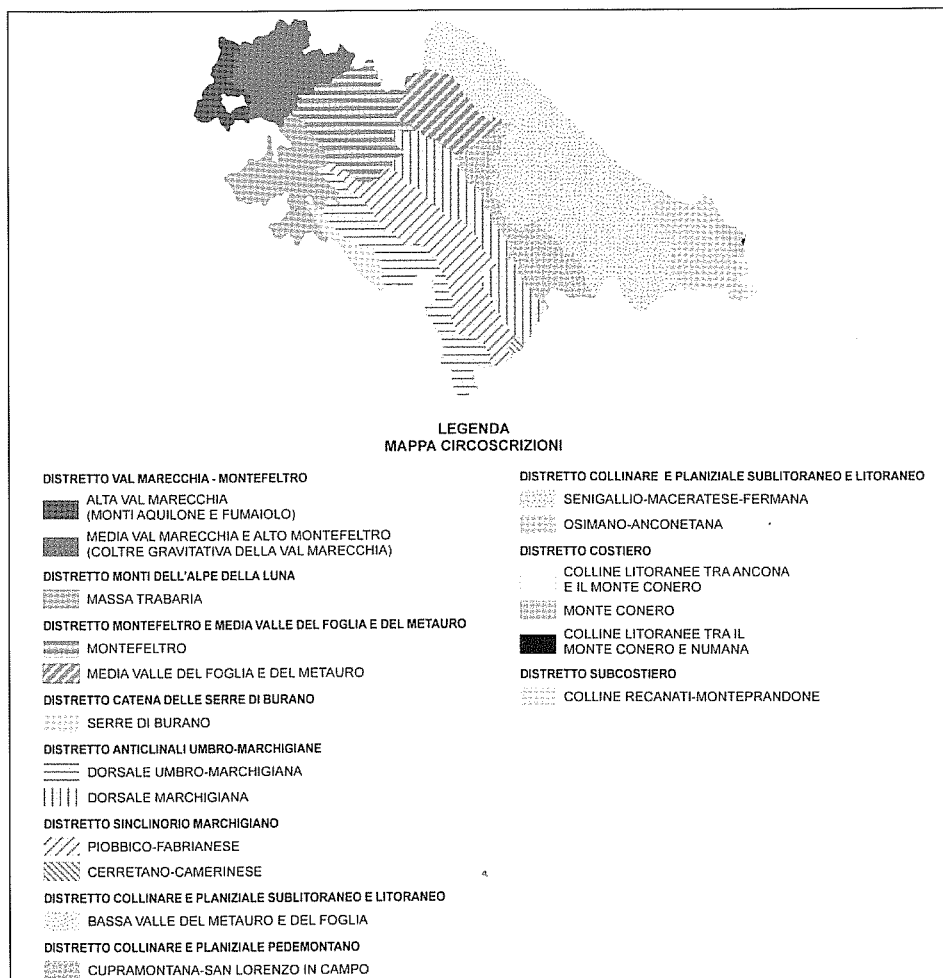 LEGENDA
MAPPA CIRCOSCRIZIONI
DISTRETTO VAL MARECCHIA - MONTEFELTRO
ALTA VAL MARECCHIA
(MONTI AQUILONE E FUMAIOLO)
MEDIA VAL MARECCHIA E ALTO MONTEFELTRO
(COLTRE GRAVITATIVA DELLA VAL MARECCHIA)
DISTRETTO MONTI DELL'ALPE DELLA LUNA
MASSA TRABARIA
DISTRETTO MONTEFELTRO E MEDIA VALLE DEL FOGLIA E DEL METAURO
MONTEFELTRO
MEDIA VALLE DEL FOGLIA E DEL METAURO
DISTRETTO CATENA DELLE SERRE DI BURANO
SERRE DI BURANO
DISTRETTO ANTICLINALI UMBRO-MARCHIGIANE
DORSALE UMBRO-MARCHIGIANA
DORSALE MARCHIGIANA
DISTRETTO SINCLINORIO MARCHIGIANO
PIOBBICO-FABRIANESE
CERRETANO-CAMERINESE
DISTRETTO COLLINARE E PLANIZIALE SUBLITORANEO E LITORANEO
BASSA VALLE DEL METAURO E DEL FOGLIA
DISTRETTO COLLINARE E PLANIZIALE PEDEMONTANO
CUPRAMONTANA-SAN LORENZO IN CAMPO
DISTRETTO COLLINARE E PLANIZIALE SUBLITORANEO E LITORANEO
SENIGALLIO-MACERATESE-FERMANA
OSIMANO-ANCONETANA
DISTRETTO COSTIERO
COLLINE LITORANEE TRA ANCONA
E IL MONTE CONERO
MONTE CONERO
COLLINE LITORANEE TRA IL
MONTE CONERO E NUMANA
DISTRETTO SUBCOSTIERO
COLLINE RECANATI-MONTEPRANDONE